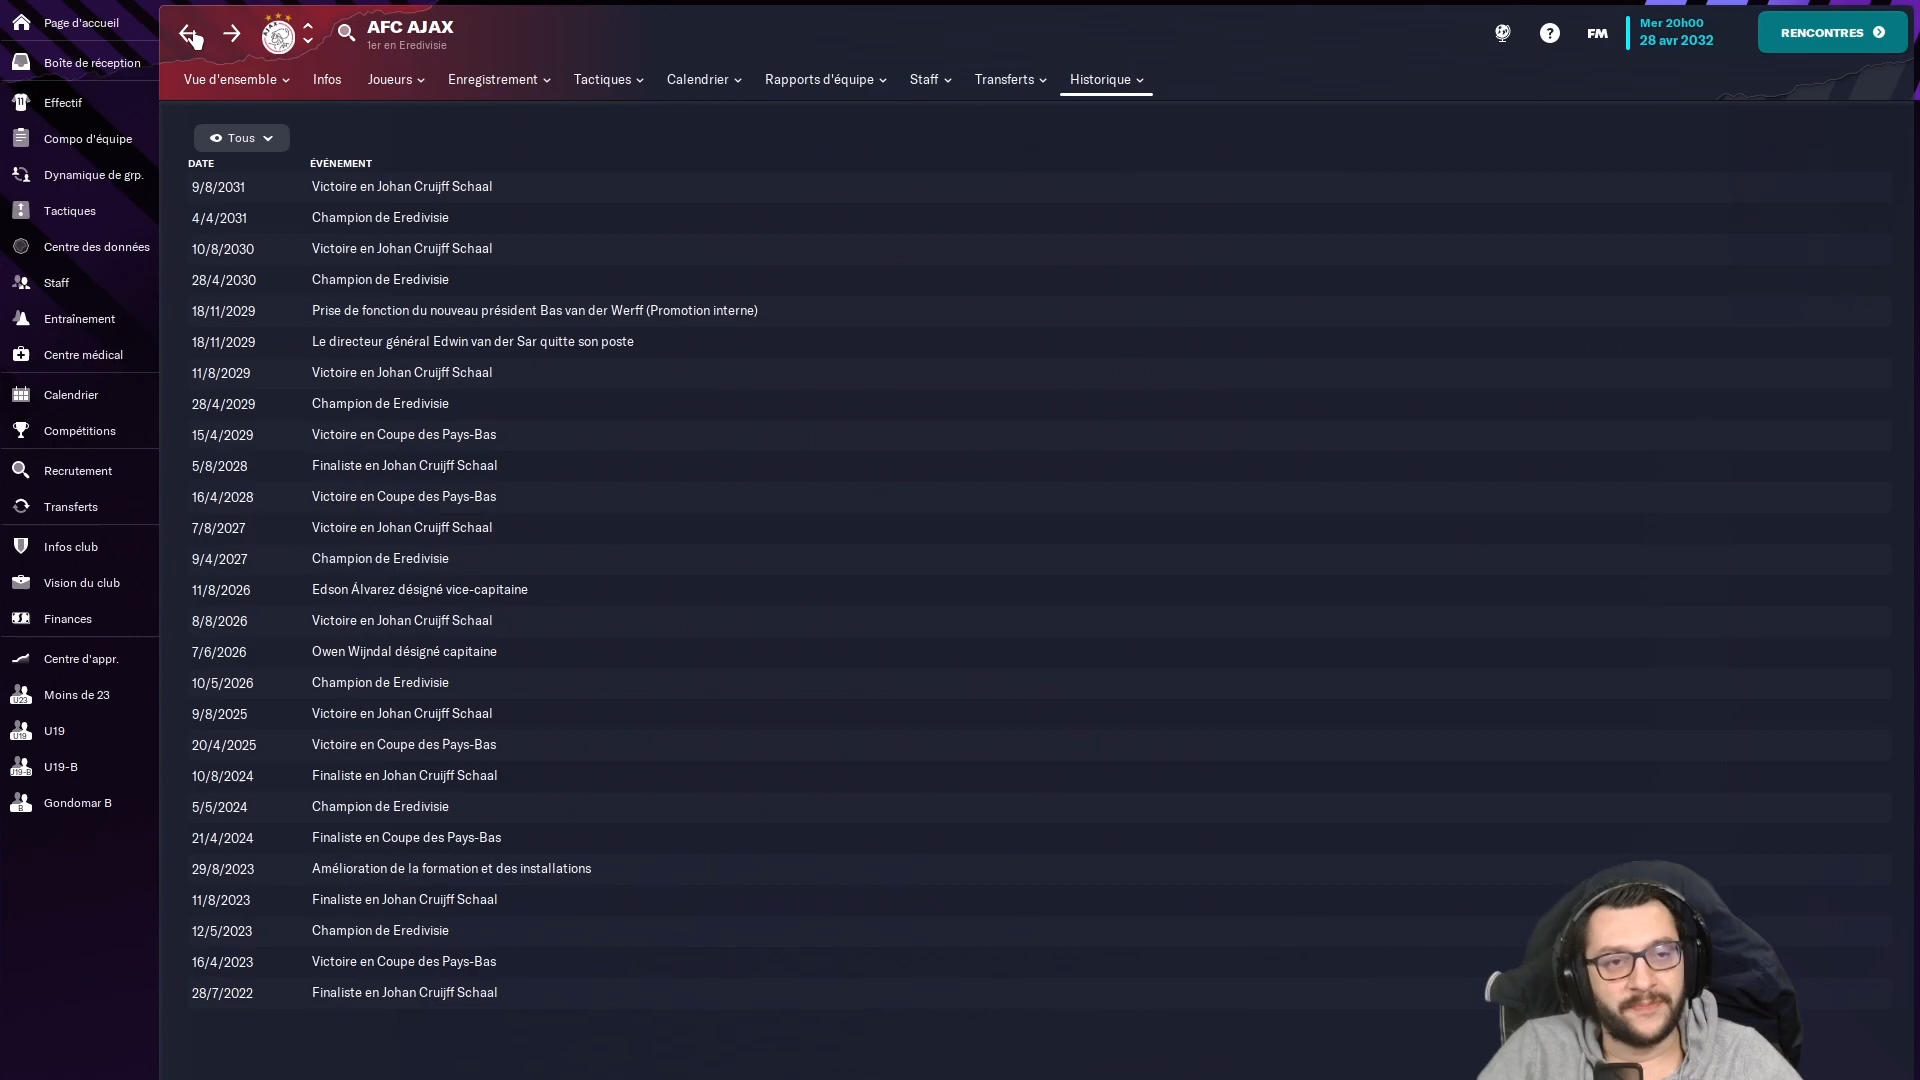 Page d'accueil
Boîte de réception
Effectif
Compo d'équipe
Dynamique de grp.
Tactiques
Centre des données
Staff
Entraînement
Centre médical
Calendrier
Compétitions
Recrutement
Transferts
Infos club
Vision du club
Finances
Centre d'appr.
Moins de 23
U19
U19-B
Gondomar B
AFC AJAX
1er en Eredivisie
FM
Mer 20h00
28 avr 2032
RENCONTRES
Vue d'ensemble Infos Joueurs Enregistrement Tactiques Calendrier Rapports d'équipe Staff Transferts Historique
Tous
DATE ÉVÉNEMENT
9/8/2031 Victoire en Johan Cruijff Schaal
4/4/2031 Champion de Eredivisie
10/8/2030 Victoire en Johan Cruijff Schaal
28/4/2030 Champion de Eredivisie
18/11/2029 Prise de fonction du nouveau président Bas van der Werff (Promotion interne)
18/11/2029 Le directeur général Edwin van der Sar quitte son poste
11/8/2029 Victoire en Johan Cruijff Schaal
28/4/2029 Champion de Eredivisie
15/4/2029 Victoire en Coupe des Pays-Bas
5/8/2028 Finaliste en Johan Cruijff Schaal
16/4/2028 Victoire en Coupe des Pays-Bas
7/8/2027 Victoire en Johan Cruijff Schaal
9/4/2027 Champion de Eredivisie
11/8/2026 Edson Álvarez désigné vice-capitaine
8/8/2026 Victoire en Johan Cruijff Schaal
7/6/2026 Owen Wijndal désigné capitaine
10/5/2026 Champion de Eredivisie
9/8/2025 Victoire en Johan Cruijff Schaal
20/4/2025 Victoire en Coupe des Pays-Bas
10/8/2024 Finaliste en Johan Cruijff Schaal
5/5/2024 Champion de Eredivisie
21/4/2024 Finaliste en Coupe des Pays-Bas
29/8/2023 Amélioration de la formation et des installations
11/8/2023 Finaliste en Johan Cruijff Schaal
12/5/2023 Champion de Eredivisie
16/4/2023 Victoire en Coupe des Pays-Bas
28/7/2022 Finaliste en Johan Cruijff Schaal